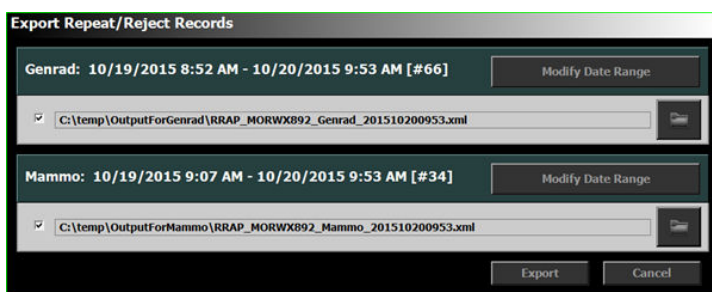 Export Repeat/Reject Records
Genrad: 10/19/2015 8:52 AM - 10/20/2015 9:53 AM [#66]
Modify Date Range
C:\temp\OutputForGenrad\RRAP_MORWX892_Genrad_201510200953.xml
Mammo: 10/19/2015 9:07 AM - 10/20/2015 9:53 AM [#34]
Modify Date Range
C:\temp\OutputForMammo\RRAP_MORWX892_Mammo_201510200953.xml
Export
Cancel